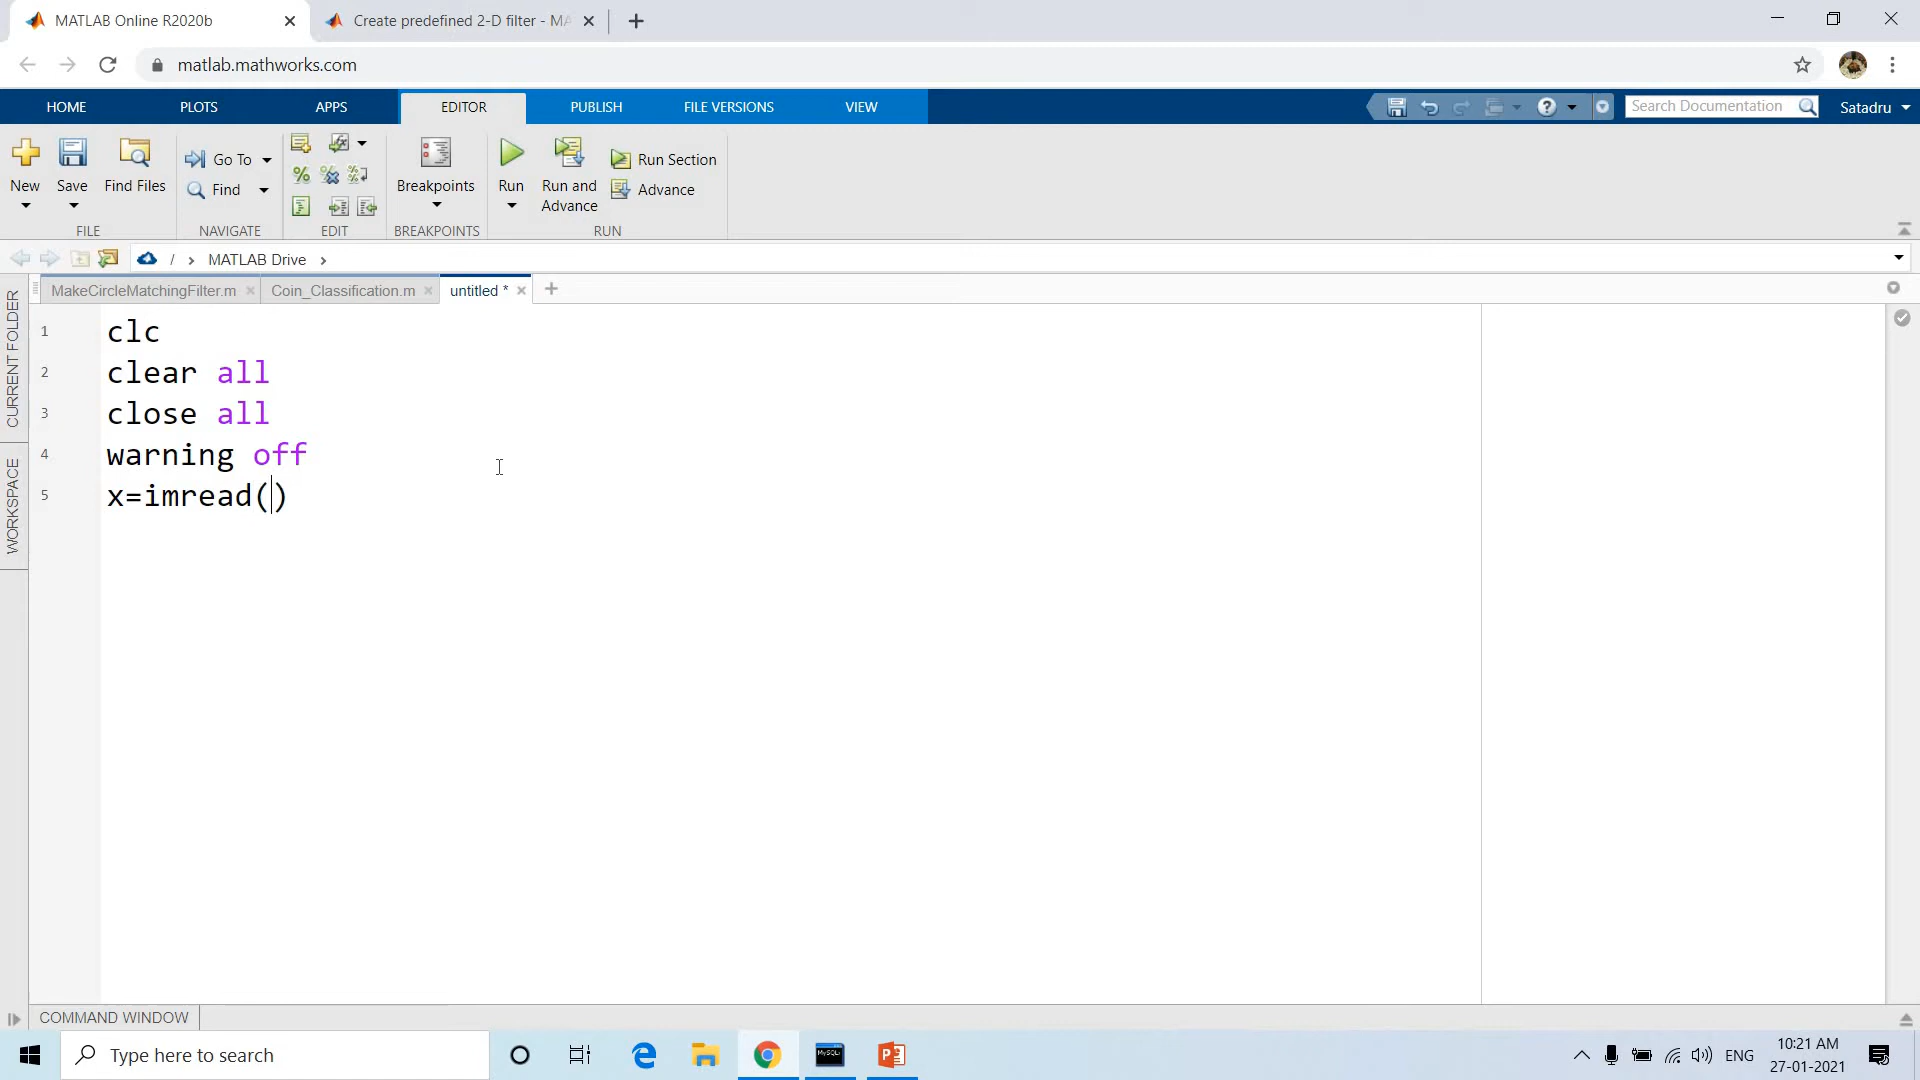 MATLAB Online R2020b
Create predefined 2-D filter - MA
matlab.mathworks.com
HOME PLOTS APPS EDITOR PUBLISH FILE VERSIONS VIEW
Search Documentation
Satadru
New Save Find Files
Go To
Find
Breakpoints
Run
Run and Advance
Run Section
Advance
FILE NAVIGATE EDIT BREAKPOINTS RUN
/ > MATLAB Drive >
MakeCircleMatchingFilter.m Coin_Classification.m untitled *
CURRENT FOLDER
WORKSPACE
1 clc
2 clear all
3 close all
4 warning off
5 x=imread()
COMMAND WINDOW
Type here to search
MySQL
ENG
10:21 AM
27-01-2021